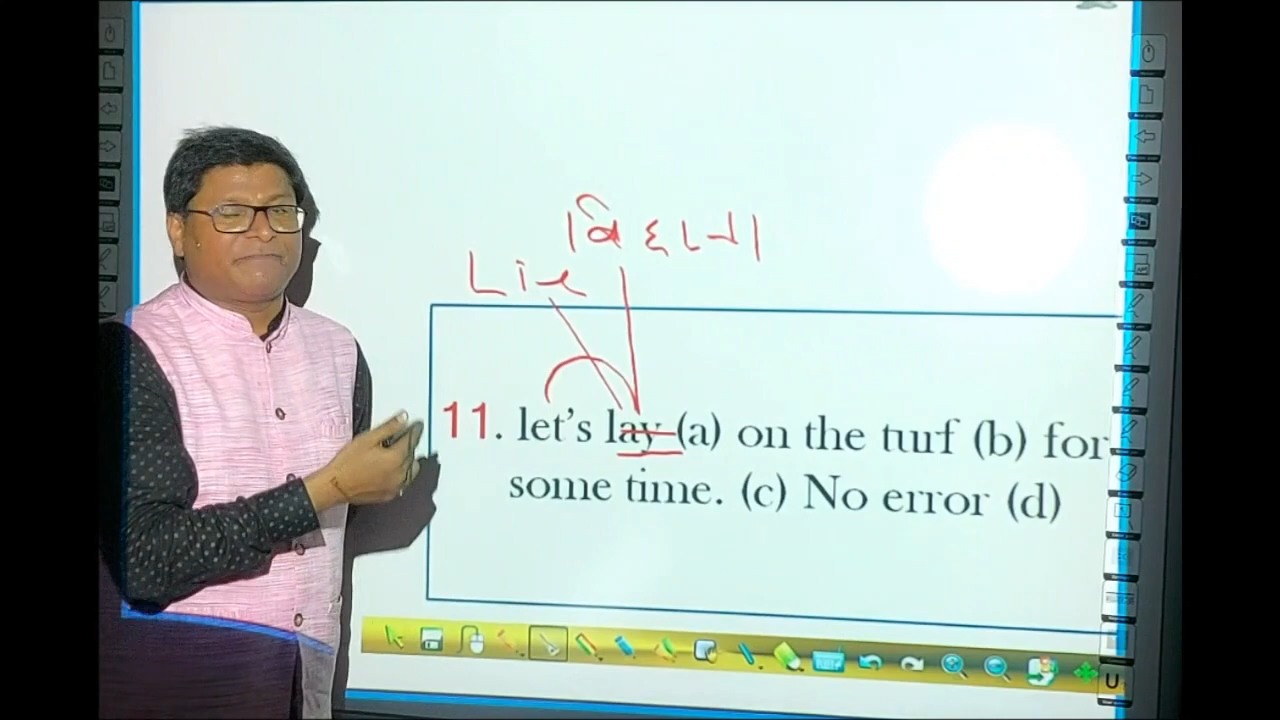 Lie
11. let's lay (a) on the turf (b) for
some time. (c) No error (d)
U